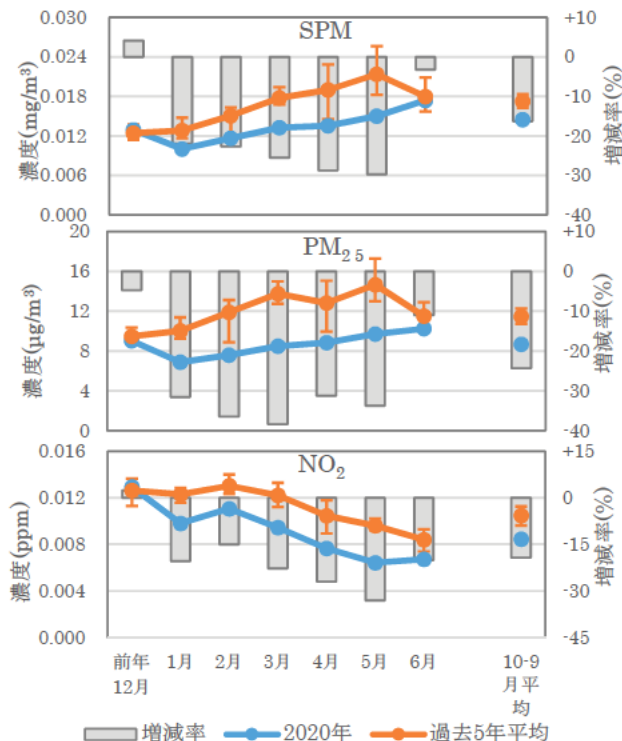 SPM
0.030
0.024
0.018
0.012
0.006
0.000
濃度(mg/m³)
+10
0
-10
-20
-30
-40
増減率(%)
PM₂ ₅
20
16
12
8
4
0
濃度(μg/m³)
+10
0
-10
-20
-30
-40
増減率(%)
NO₂
0.016
0.012
0.008
0.004
0.000
濃度(ppm)
+15
0
-15
-30
-45
増減率(%)
前年
12月
1月
2月
3月
4月
5月
6月
10-9
月平
均
増減率
2020年
過去5年平均